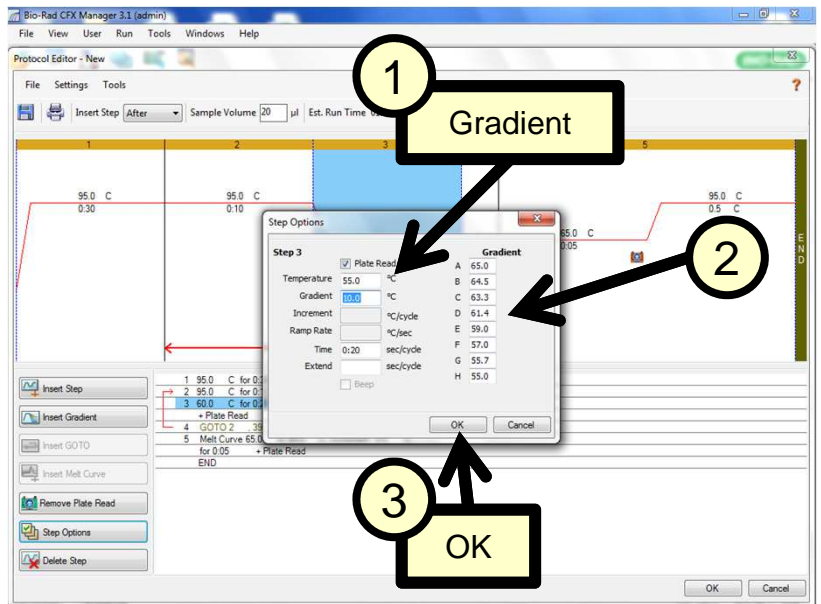 Bio-Rad CFX Manager 3.1 (admin)
File View User Run Tools Windows Help
Protocol Editor - New
File Settings Tools
?
Insert Step After Sample Volume 20 µl Est. Run Time
1
Gradient
1 2 3 5
95.0 C
0:30
95.0 C
0:10
65.0 C
0:05
95.0 C
0.5 C
END
2
Step Options
Step 3
Plate Read
Temperature 55.0 °C
Gradient 10.0 °C
Increment °C/cycle
Ramp Rate °C/sec
Time 0:20 sec/cycle
Extend sec/cycle
Beep
Gradient
A 65.0
B 64.5
C 63.3
D 61.4
E 59.0
F 57.0
G 55.7
H 55.0
OK Cancel
Insert Step
Insert Gradient
Insert GOTO
Insert Melt Curve
Remove Plate Read
Step Options
Delete Step
1 95.0 C for
2 95.0 C for
3 60.0 C for
+ Plate Read
4 GOTO 2
5 Melt Curve 65.0
for 0:05 + Plate Read
END
3
OK
OK Cancel